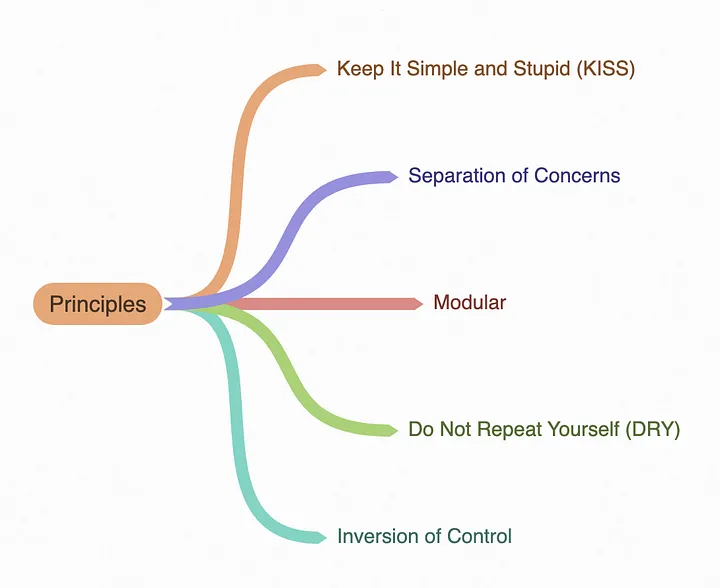 Keep It Simple and Stupid (KISS)
Separation of Concerns
Principles
Modular
Do Not Repeat Yourself (DRY)
Inversion of Control